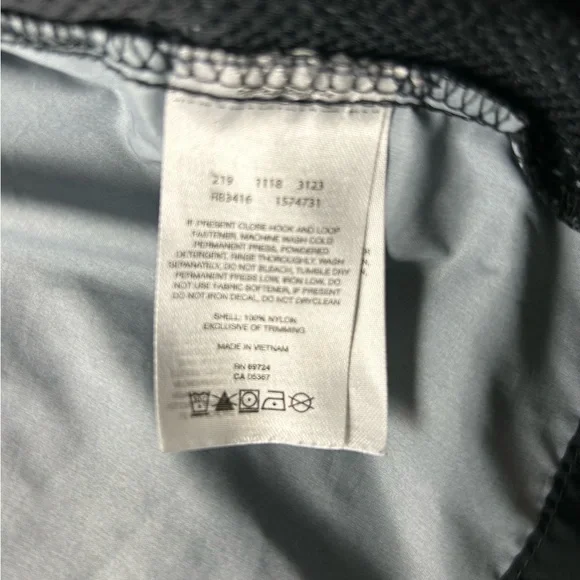 219 1118 3123
RB3416 1574731
IF PRESENT CLOSE HOOK AND LOOP
FASTENER, MACHINE WASH COLD
PERMANENT PRESS, POWDERED
DETERGENT, RINSE THOROUGHLY, WASH
SEPARATELY, DO NOT BLEACH, TUMBLE DRY
PERMANENT PRESS LOW, IRON LOW, DO
NOT USE FABRIC SOFTENER, IF PRESENT
DO NOT IRON DECAL, DO NOT DRYCLEAN
SHELL: 100% NYLON
EXCLUSIVE OF TRIMMING
MADE IN VIETNAM
RN 69724
CA 05367